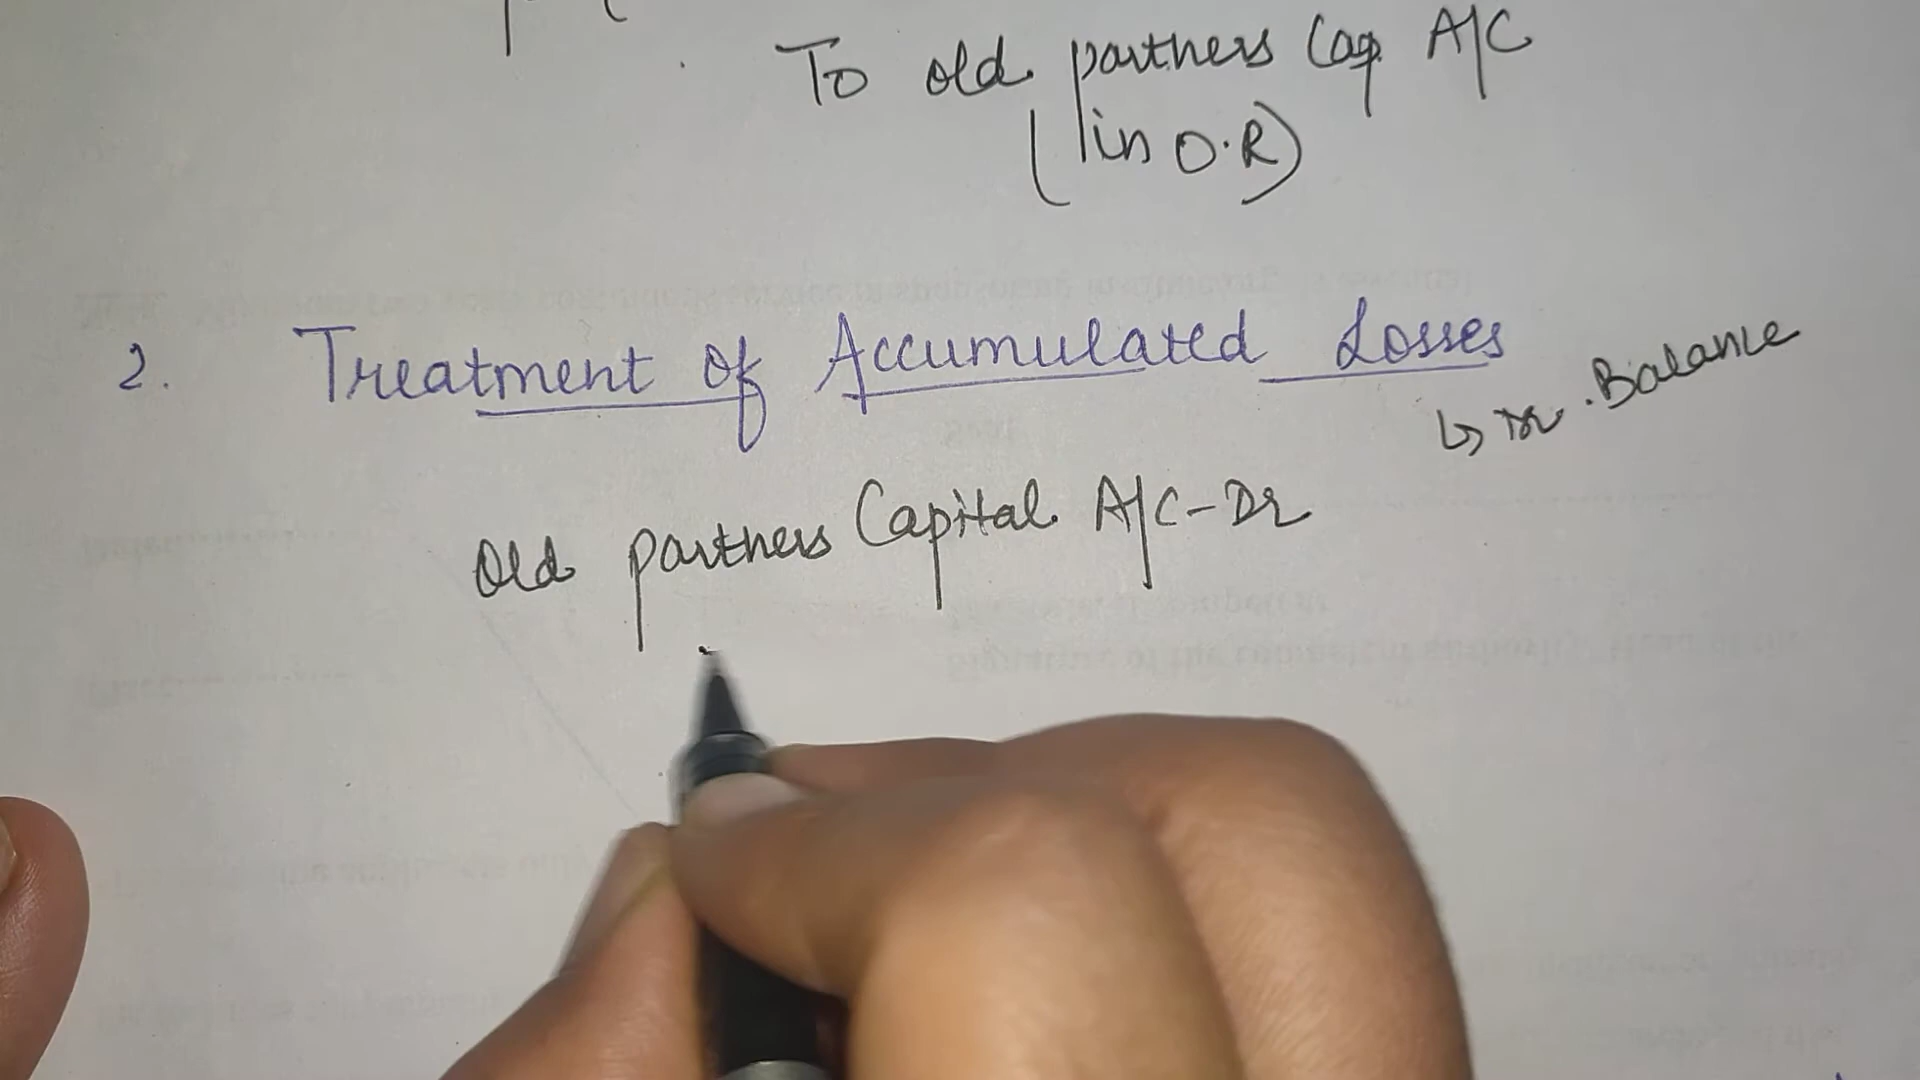 To old partners Cap A/C
(in O.R)
2. Treatment of Accumulated Losses
↳ Dr. Balance
Old partners Capital A/C-Dr